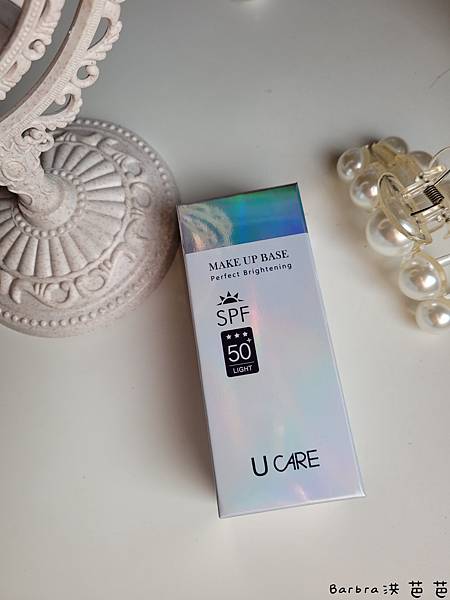 MAKE UP BASE
Perfect Brightening
SPF
★★★
50+
LIGHT
U CARE
Barbra洪芭芭